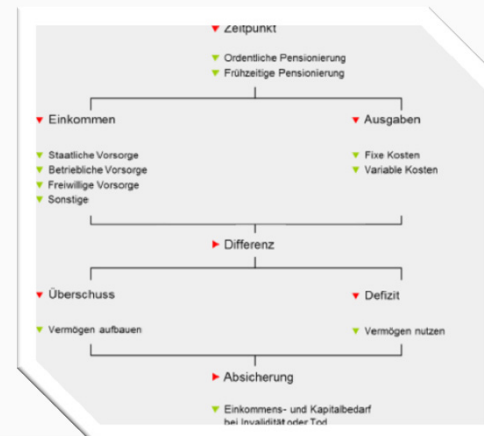 Zeitpunkt
Ordentliche Pensionierung
Frühzeitige Pensionierung
Einkommen
Staatliche Vorsorge
Betriebliche Vorsorge
Freiwillige Vorsorge
Sonstige
Ausgaben
Fixe Kosten
Variable Kosten
Differenz
Überschuss
Vermögen aufbauen
Defizit
Vermögen nutzen
Absicherung
Einkommens- und Kapitalbedarf
bei Invalidität oder Tod